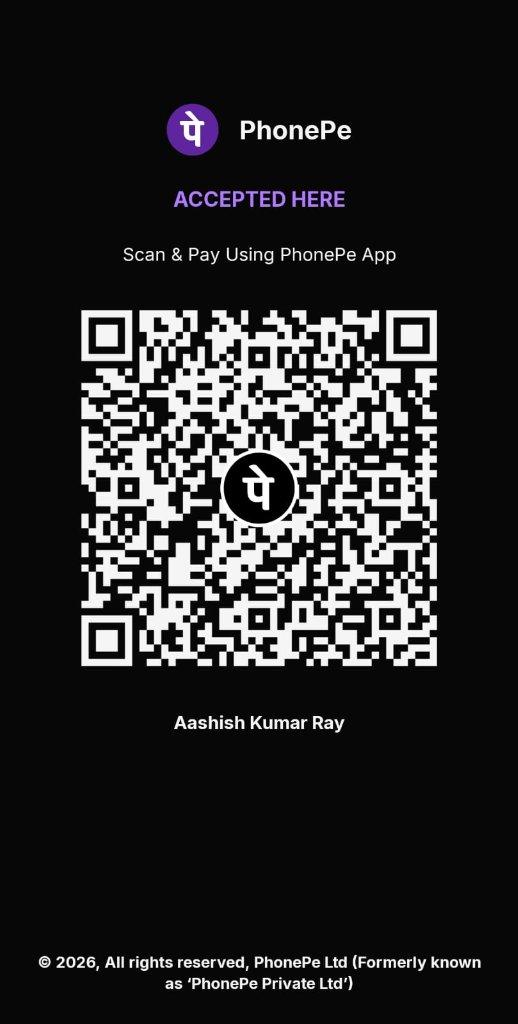 पे PhonePe
ACCEPTED HERE
Scan & Pay Using PhonePe App
पे
Aashish Kumar Ray
© 2026, All rights reserved, PhonePe Ltd (Formerly known
as ‘PhonePe Private Ltd’)